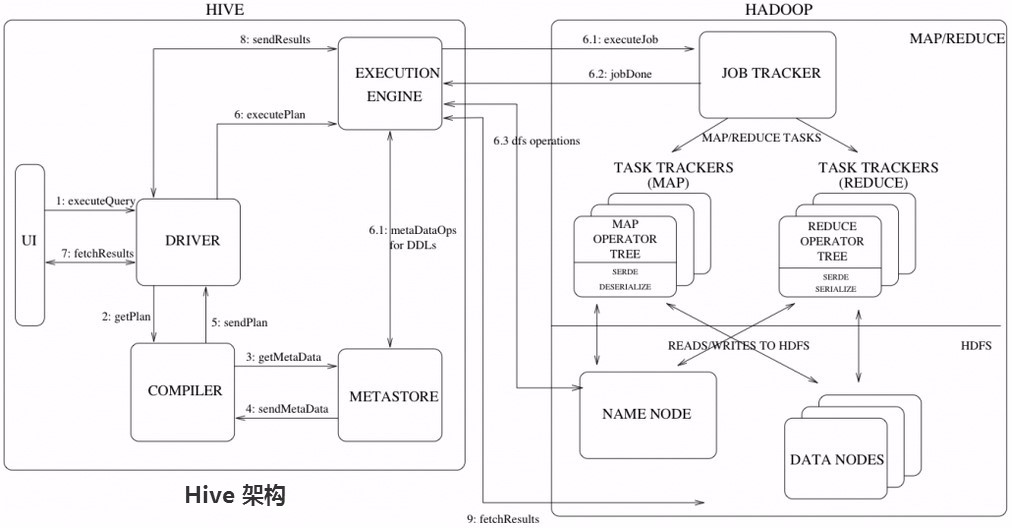 HIVE
HADOOP
MAP/REDUCE
8: sendResults
6.1: executeJob
EXECUTION
ENGINE
JOB TRACKER
6.2: jobDone
6: executePlan
6.3 dfs operations
MAP/REDUCE TASKS
TASK TRACKERS
(MAP)
TASK TRACKERS
(REDUCE)
1: executeQuery
UI
DRIVER
7: fetchResults
6.1: metaDataOps
for DDLs
MAP
OPERATOR
TREE
SERDE
DESERIALIZE
REDUCE
OPERATOR
TREE
SERDE
SERIALIZE
2: getPlan
5: sendPlan
READS/WRITES TO HDFS
HDFS
3: getMetaData
COMPILER
METASTORE
4: sendMetaData
NAME NODE
DATA NODES
Hive 架构
9: fetchResults